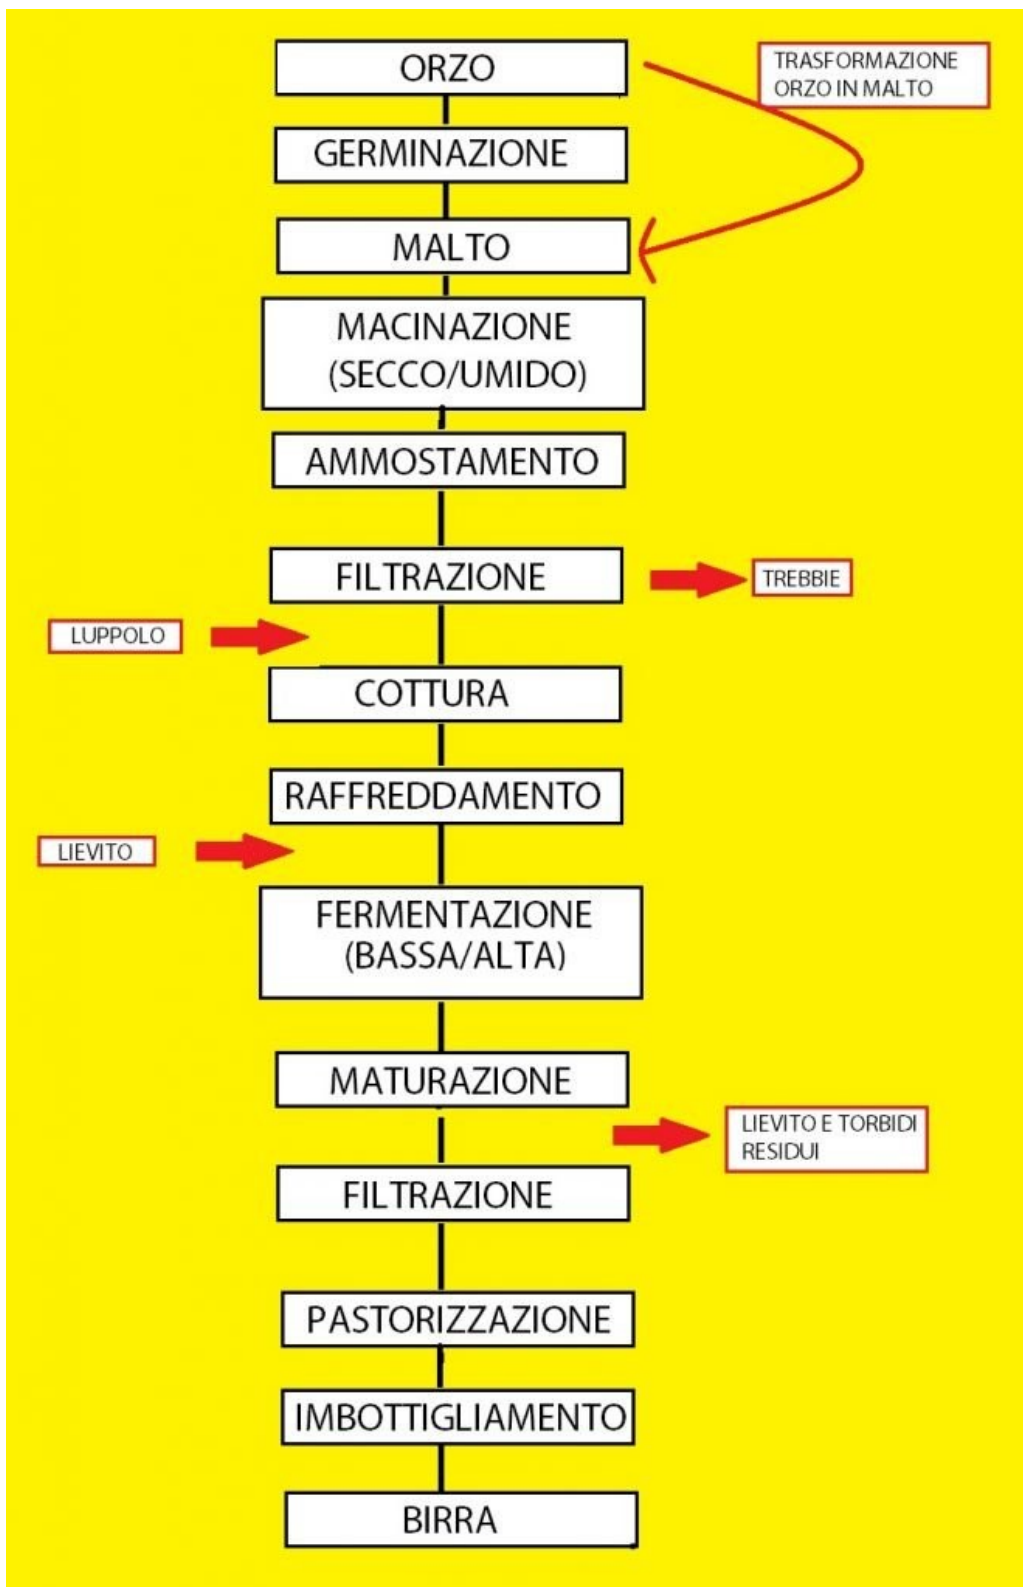 ORZO
TRASFORMAZIONE
ORZO IN MALTO
GERMINAZIONE
MALTO
MACINAZIONE
(SECCO/UMIDO)
AMMOSTAMENTO
FILTRAZIONE
TREBBIE
LUPPOLO
COTTURA
RAFFREDDAMENTO
LIEVITO
FERMENTAZIONE
(BASSA/ALTA)
MATURAZIONE
LIEVITO E TORBIDI
RESIDUI
FILTRAZIONE
PASTORIZZAZIONE
IMBOTTIGLIAMENTO
BIRRA